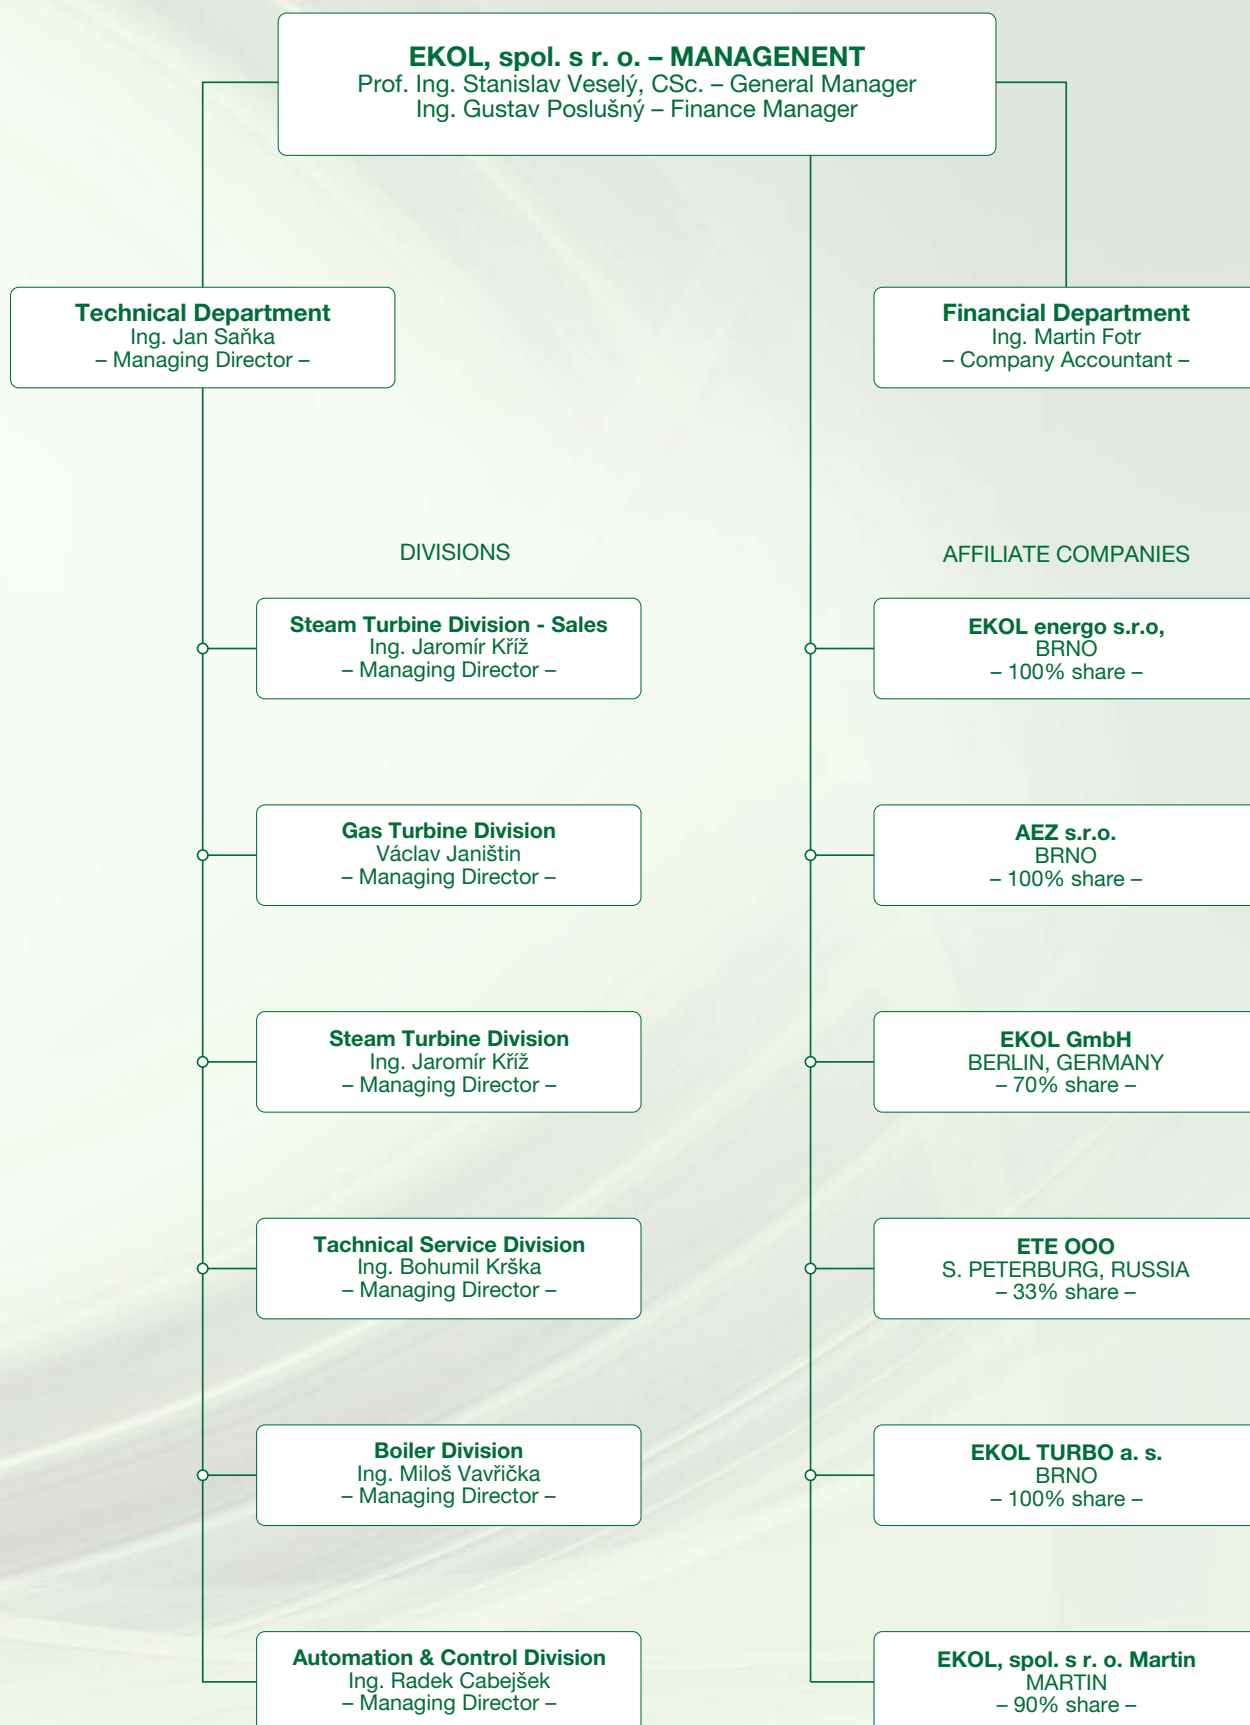 EKOL, spol. s r. o. – MANAGENENT
Prof. Ing. Stanislav Veselý, CSc. – General Manager
Ing. Gustav Poslušný – Finance Manager
Technical Department
Ing. Jan Saňka
– Managing Director –
Financial Department
Ing. Martin Fotr
– Company Accountant –
DIVISIONS
Steam Turbine Division - Sales
Ing. Jaromír Kříž
– Managing Director –
Gas Turbine Division
Václav Janištin
– Managing Director –
Steam Turbine Division
Ing. Jaromír Kříž
– Managing Director –
Tachnical Service Division
Ing. Bohumil Krška
– Managing Director –
Boiler Division
Ing. Miloš Vavřička
– Managing Director –
Automation & Control Division
Ing. Radek Cabejšek
– Managing Director –
AFFILIATE COMPANIES
EKOL energo s.r.o,
BRNO
– 100% share –
AEZ s.r.o.
BRNO
– 100% share –
EKOL GmbH
BERLIN, GERMANY
– 70% share –
ETE OOO
S. PETERBURG, RUSSIA
– 33% share –
EKOL TURBO a. s.
BRNO
– 100% share –
EKOL, spol. s r. o. Martin
MARTIN
– 90% share –